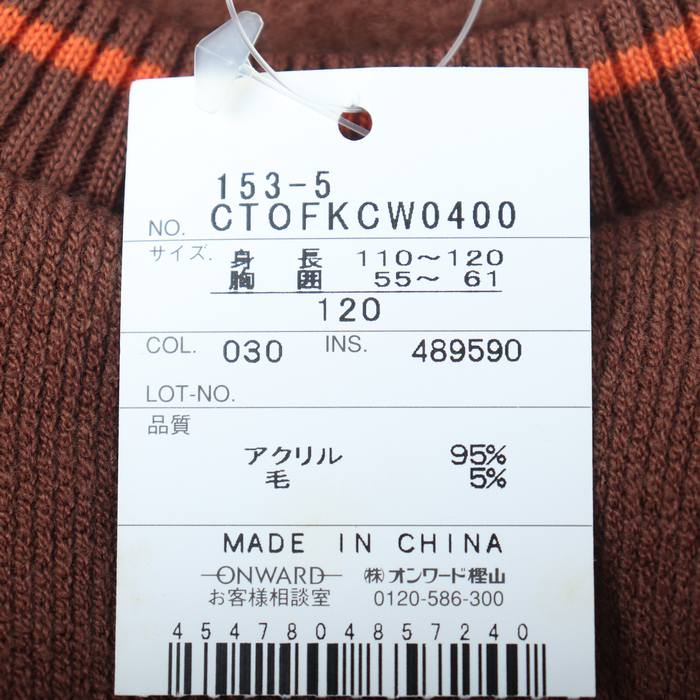 153-5
NO. CTOFKCW0400
サイズ. 身 長 110～120
胸 囲 55～ 61
120
COL. 030 INS. 489590
LOT-NO.
品質
アクリル 95%
毛 5%
MADE IN CHINA
ONWARD ㈱オンワード樫山
お客様相談室 0120-586-300
4547804857240